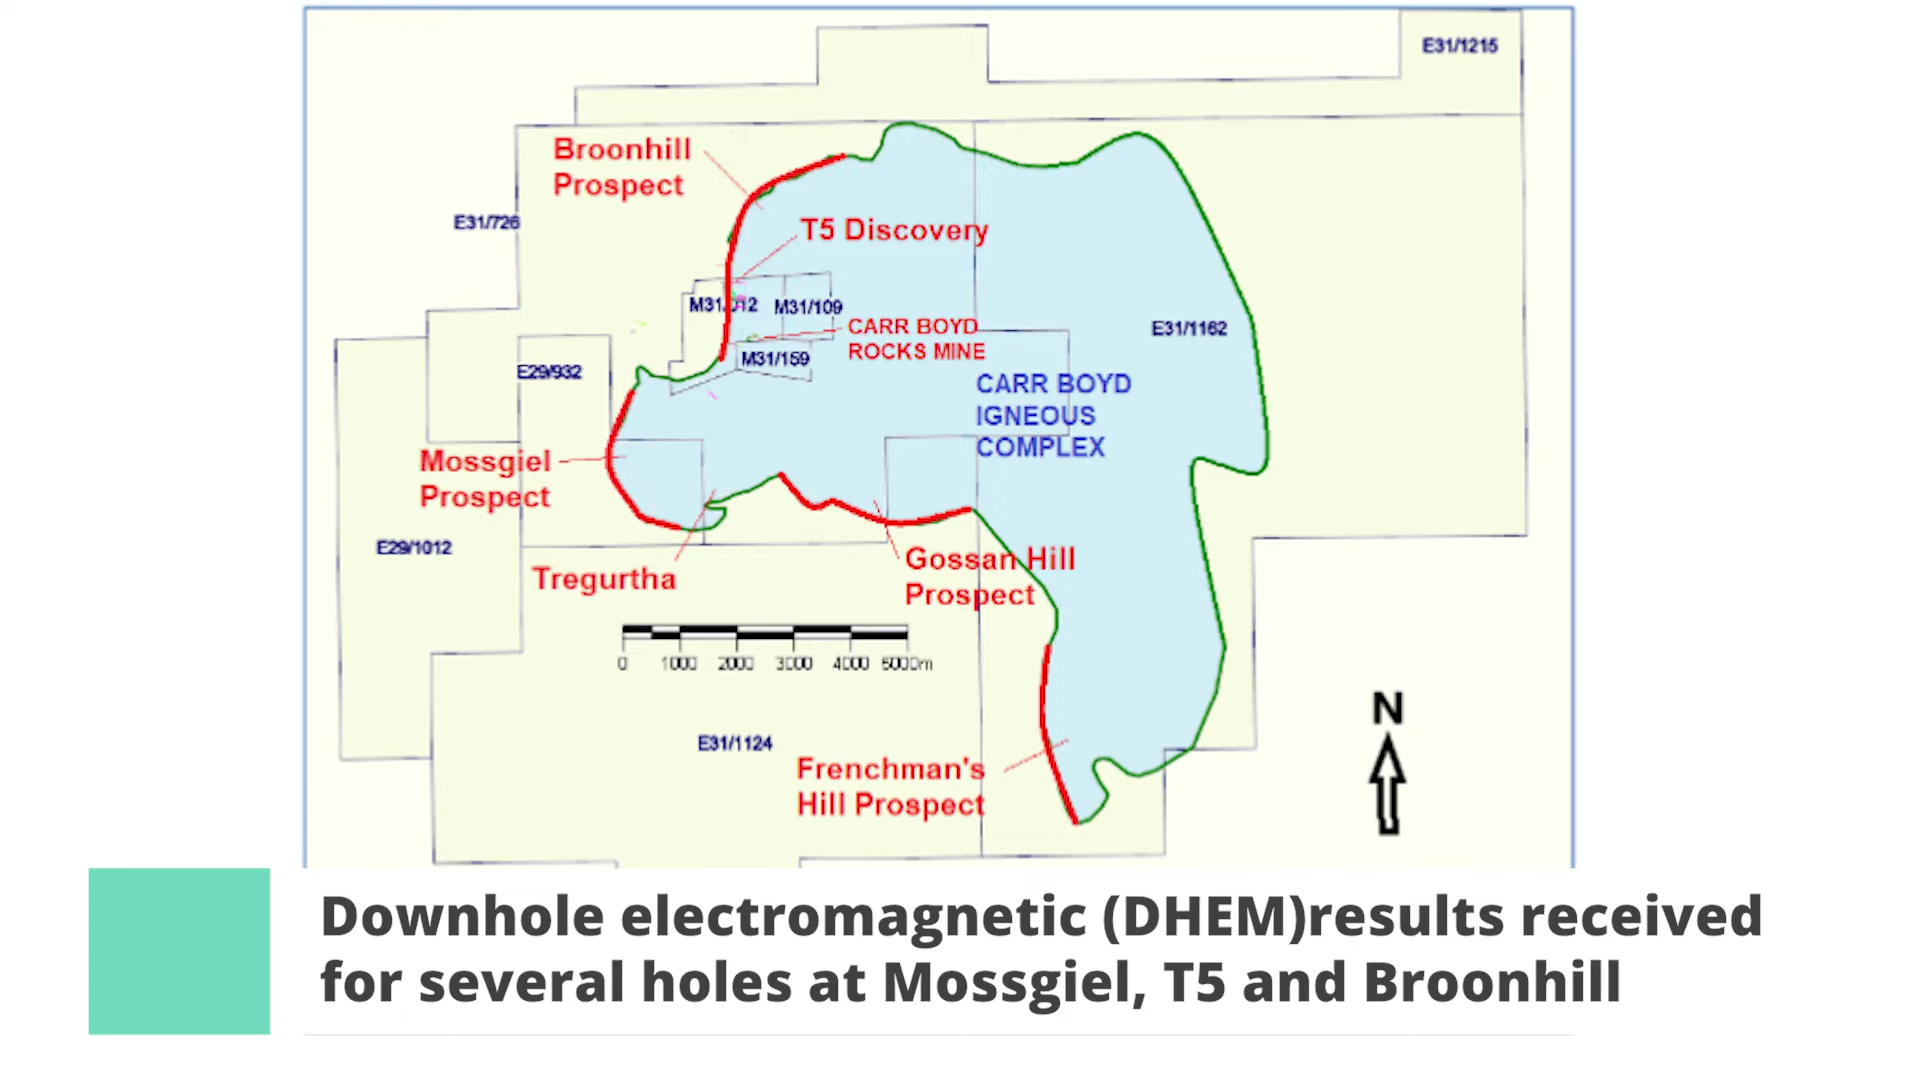 E31/1215
Broonhill
Prospect
E31/726
T5 Discovery
M31/012
M31/109
CARR BOYD
ROCKS MINE
E31/1162
M31/159
E29/932
CARR BOYD
IGNEOUS
COMPLEX
Mossgiel
Prospect
E29/1012
Tregurtha
Gossan Hill
Prospect
0 1000 2000 3000 4000 5000m
N
E31/1124
Frenchman's
Hill Prospect
Downhole electromagnetic (DHEM)results received
for several holes at Mossgiel, T5 and Broonhill